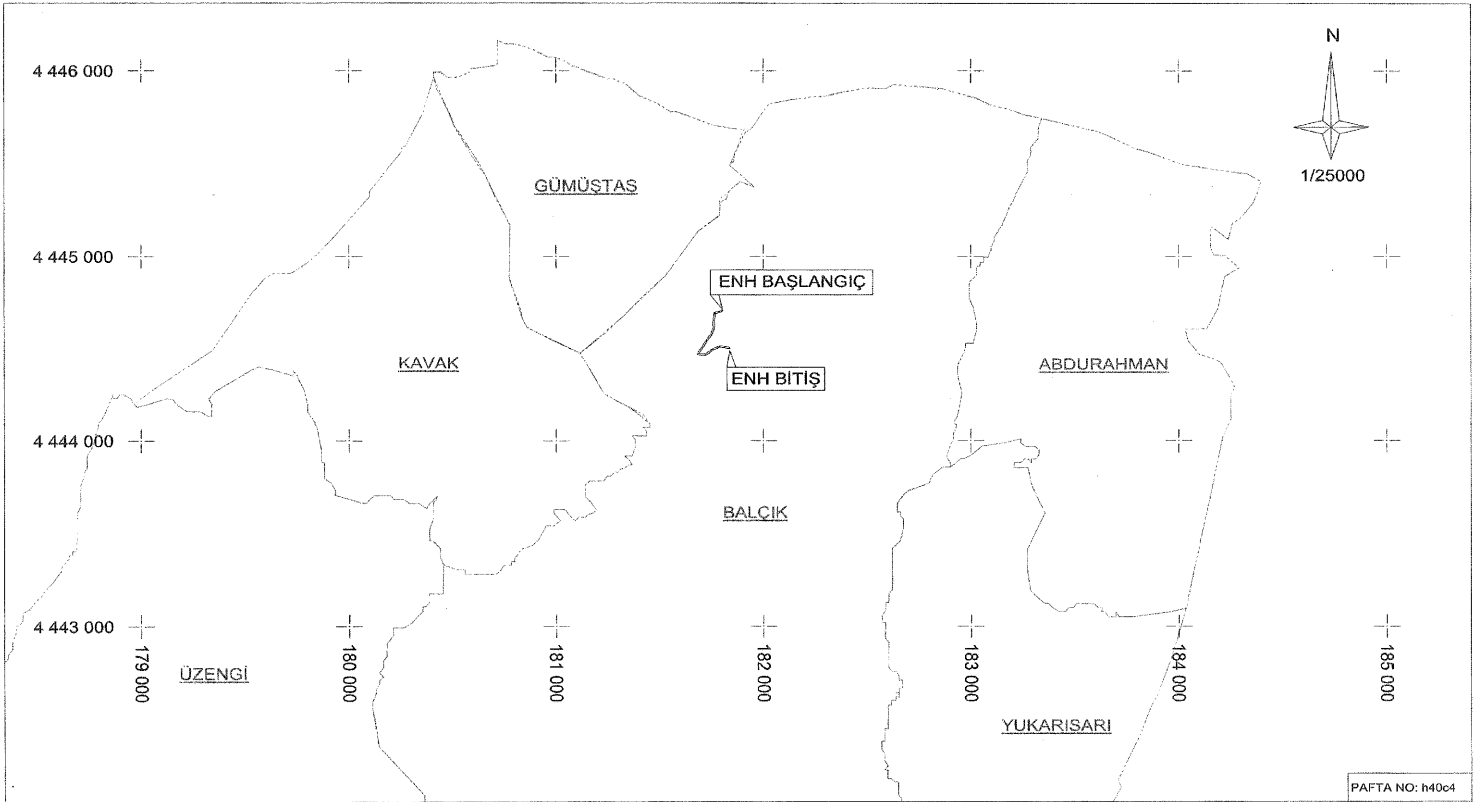 N
4 446 000
1/25000
GÜMÜŞTAS
4 445 000
ENH BAŞLANGIÇ
KAVAK
ABDURAHMAN
ENH BİTİŞ
4 444 000
BALÇIK
4 443 000
179 000
180 000
181 000
182 000
183 000
184 000
185 000
ÜZENGİ
YUKARISARI
PAFTA NO: h40c4